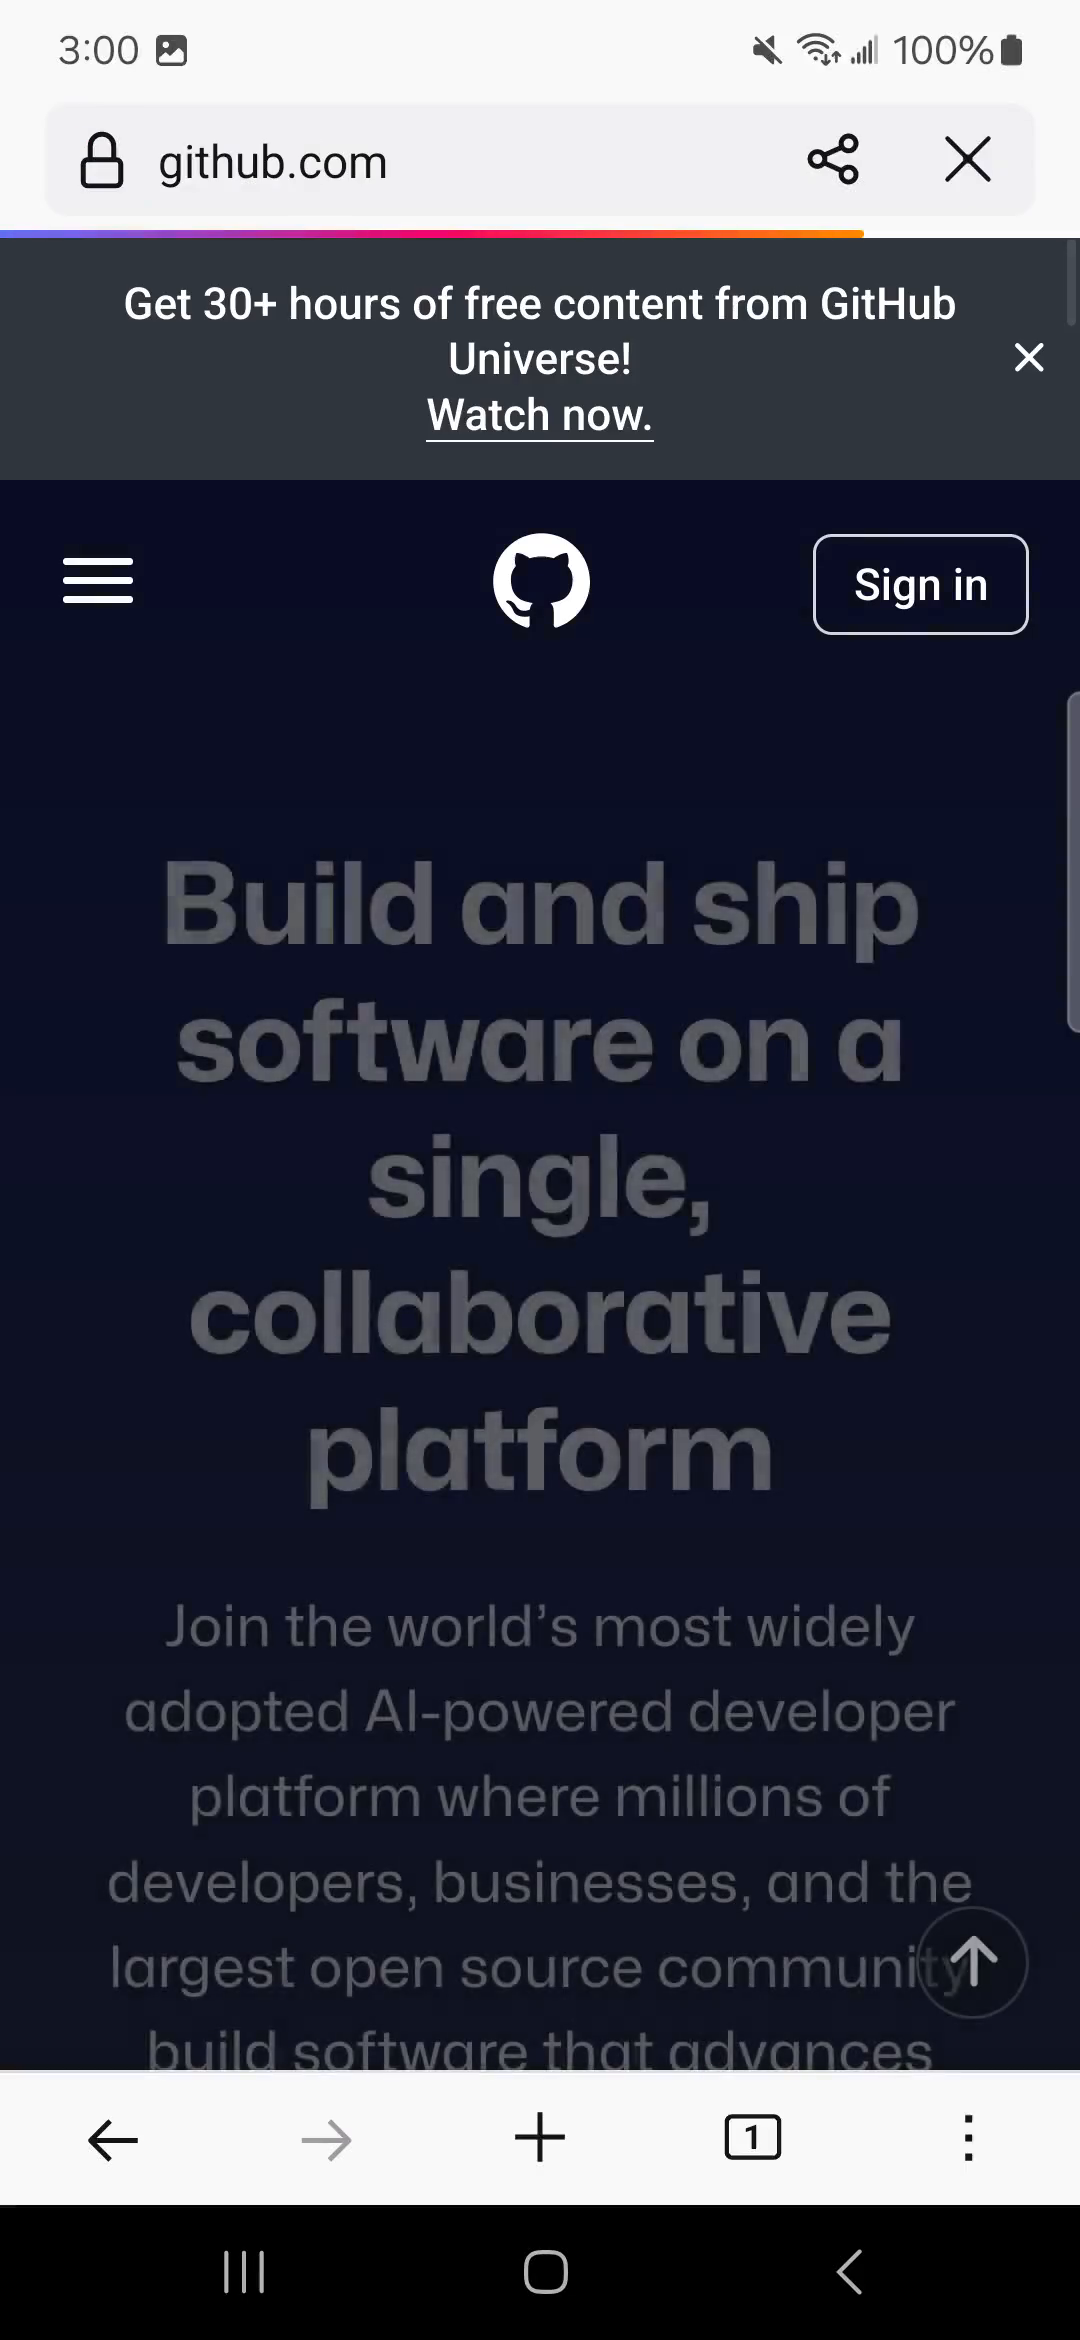 3:00
100%
github.com
Get 30+ hours of free content from GitHub
Universe!
Watch now.
Sign in
Build and ship
software on a
single,
collaborative
platform
Join the world’s most widely
adopted AI-powered developer
platform where millions of
developers, businesses, and the
largest open source community
build software that advances
1